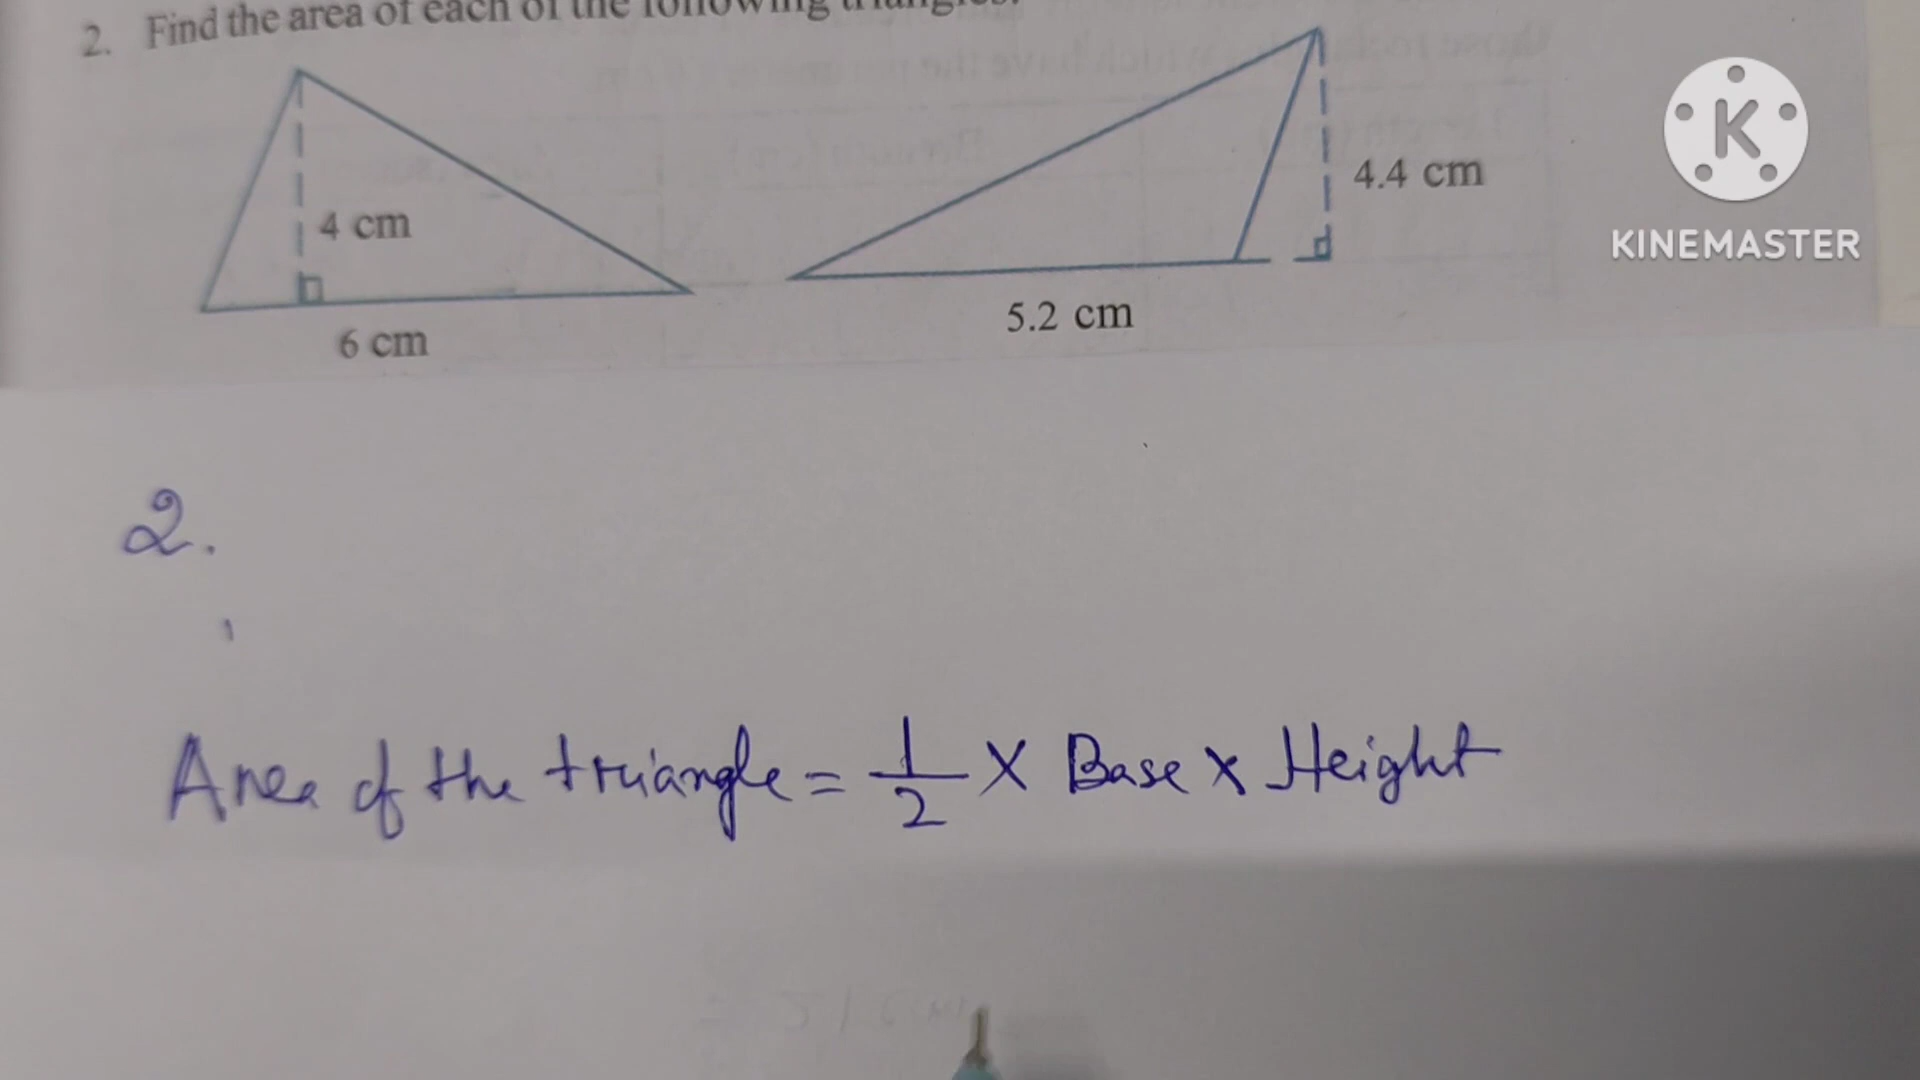 2. Find the area of each of the following triangles.
4 cm
6 cm
4.4 cm
5.2 cm
K
KINEMASTER
2.
Area of the triangle = 1/2 × Base × Height